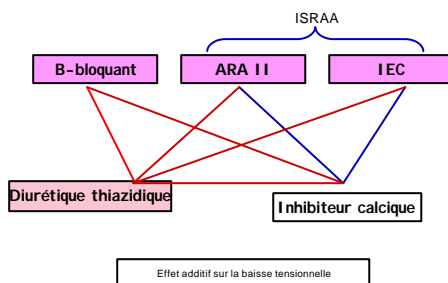 ISRAA
B-bloquant
ARA II
IEC
Diurétique thiazidique
Inhibiteur calcique
Effet additif sur la baisse tensionnelle